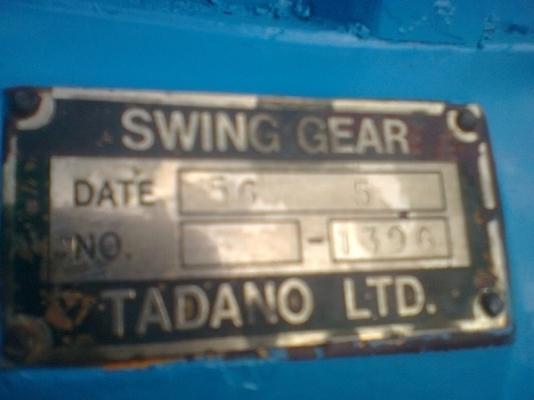 SWING GEAR
DATE 56 5
NO. - 1396
TADANO LTD.